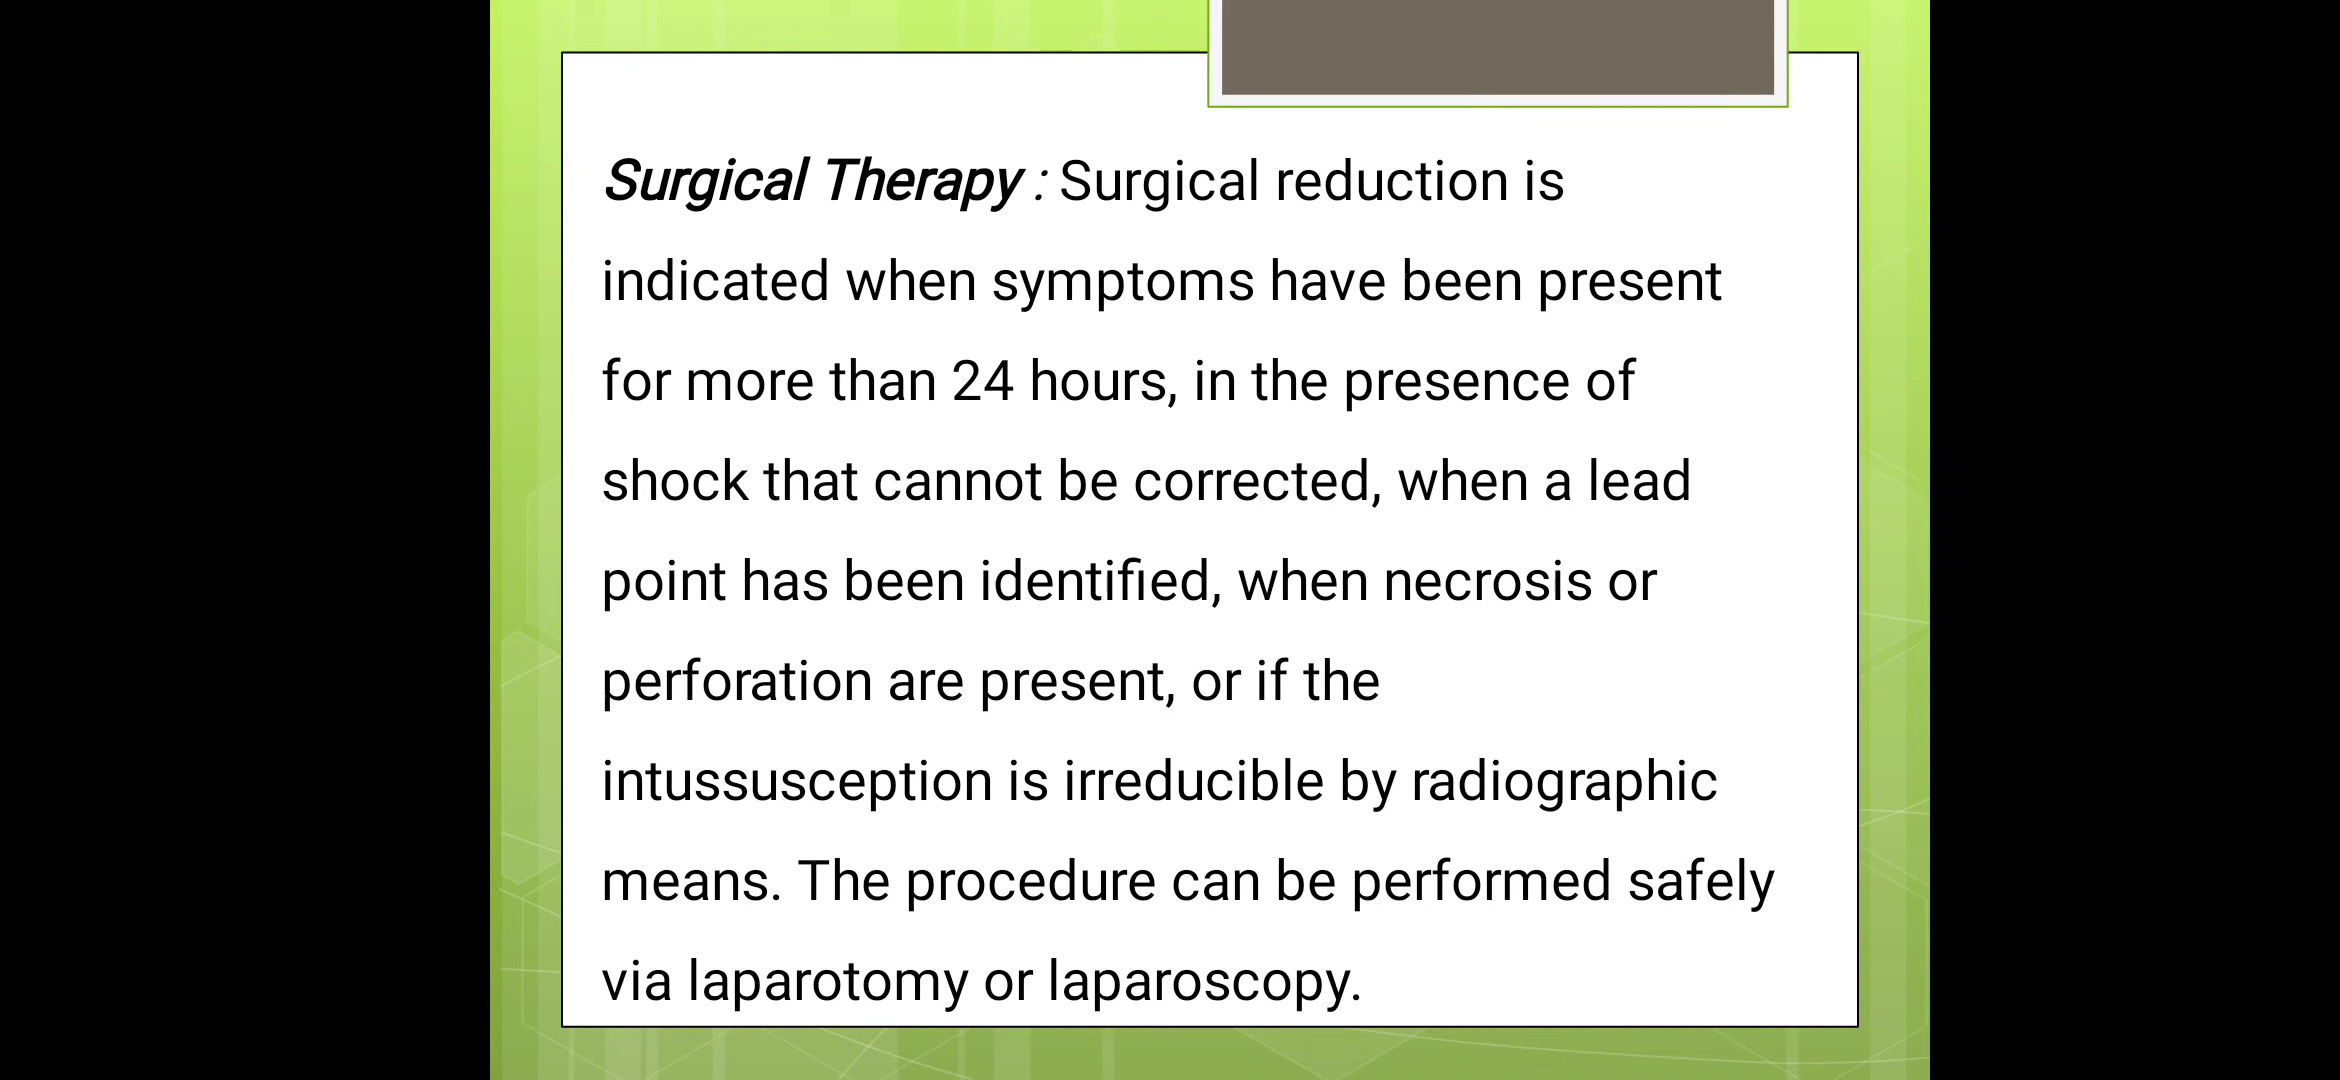 Surgical Therapy : Surgical reduction is
indicated when symptoms have been present
for more than 24 hours, in the presence of
shock that cannot be corrected, when a lead
point has been identified, when necrosis or
perforation are present, or if the
intussusception is irreducible by radiographic
means. The procedure can be performed safely
via laparotomy or laparoscopy.